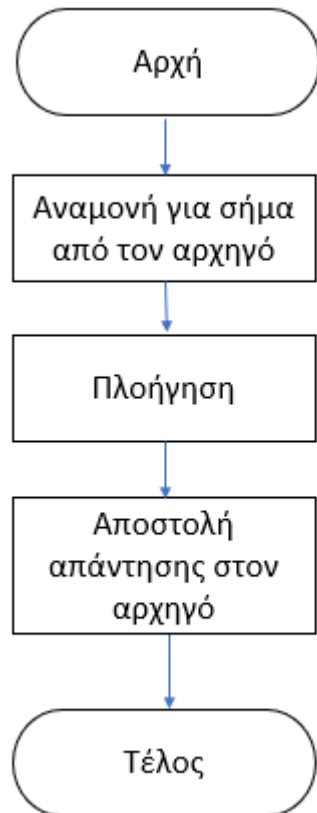 Αρχή
Αναμονή για σήμα
από τον αρχηγό
Πλοήγηση
Αποστολή
απάντησης στον
αρχηγό
Τέλος